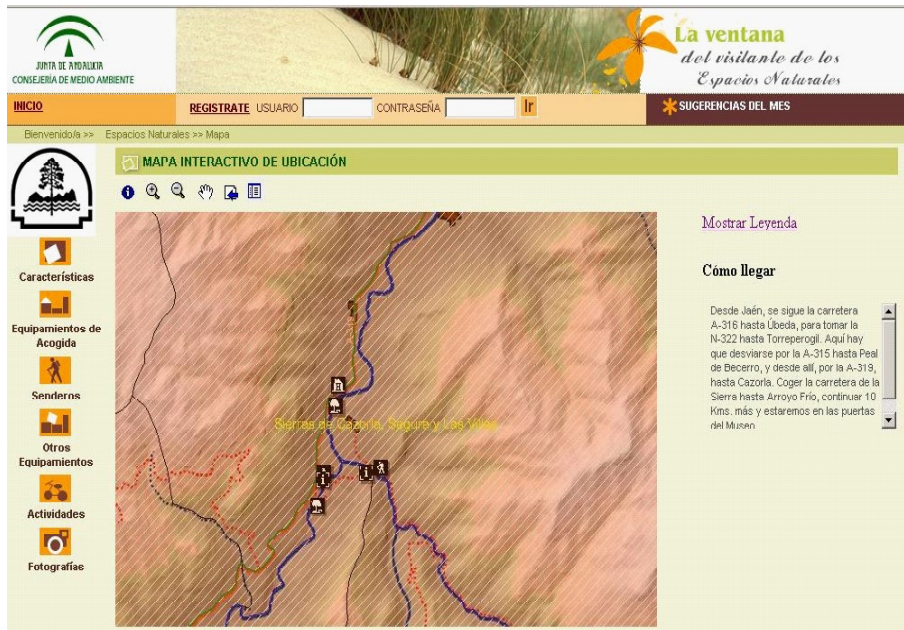 JUNTA DE ANDALUCIA
CONSEJERÍA DE MEDIO AMBIENTE
La ventana
del visitante de los
Espacios Naturales
INICIO
REGISTRATE USUARIO CONTRASEÑA Ir
SUGERENCIAS DEL MES
Bienvenido/a >> Espacios Naturales >> Mapa
MAPA INTERACTIVO DE UBICACIÓN
Mostrar Leyenda
Cómo llegar
Desde Jaén, se sigue la carretera
A-316 hasta Úbeda, para tomar la
N-322 hasta Torreperogil. Aquí hay
que desviarse por la A-315 hasta Peal
de Becerro, y desde allí, por la A-319,
hasta Cazorla. Coger la carretera de la
Sierra hasta Arroyo Frío, continuar 10
Kms. más y estaremos en las puertas
del Museo
Características
Equipamientos de
Acogida
Senderos
Otros
Equipamientos
Actividades
Fotografías
Sierras de Cazorla, Segura y Las Villas